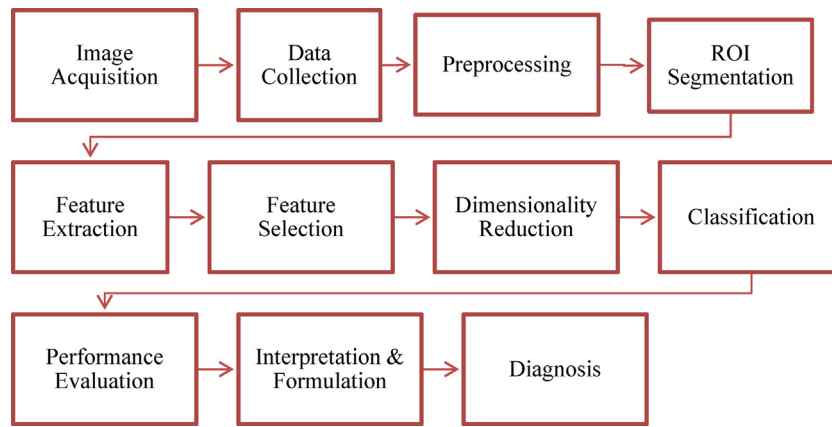 Image
Acquisition
Data
Collection
Preprocessing
ROI
Segmentation
Feature
Extraction
Feature
Selection
Dimensionality
Reduction
Classification
Performance
Evaluation
Interpretation &
Formulation
Diagnosis